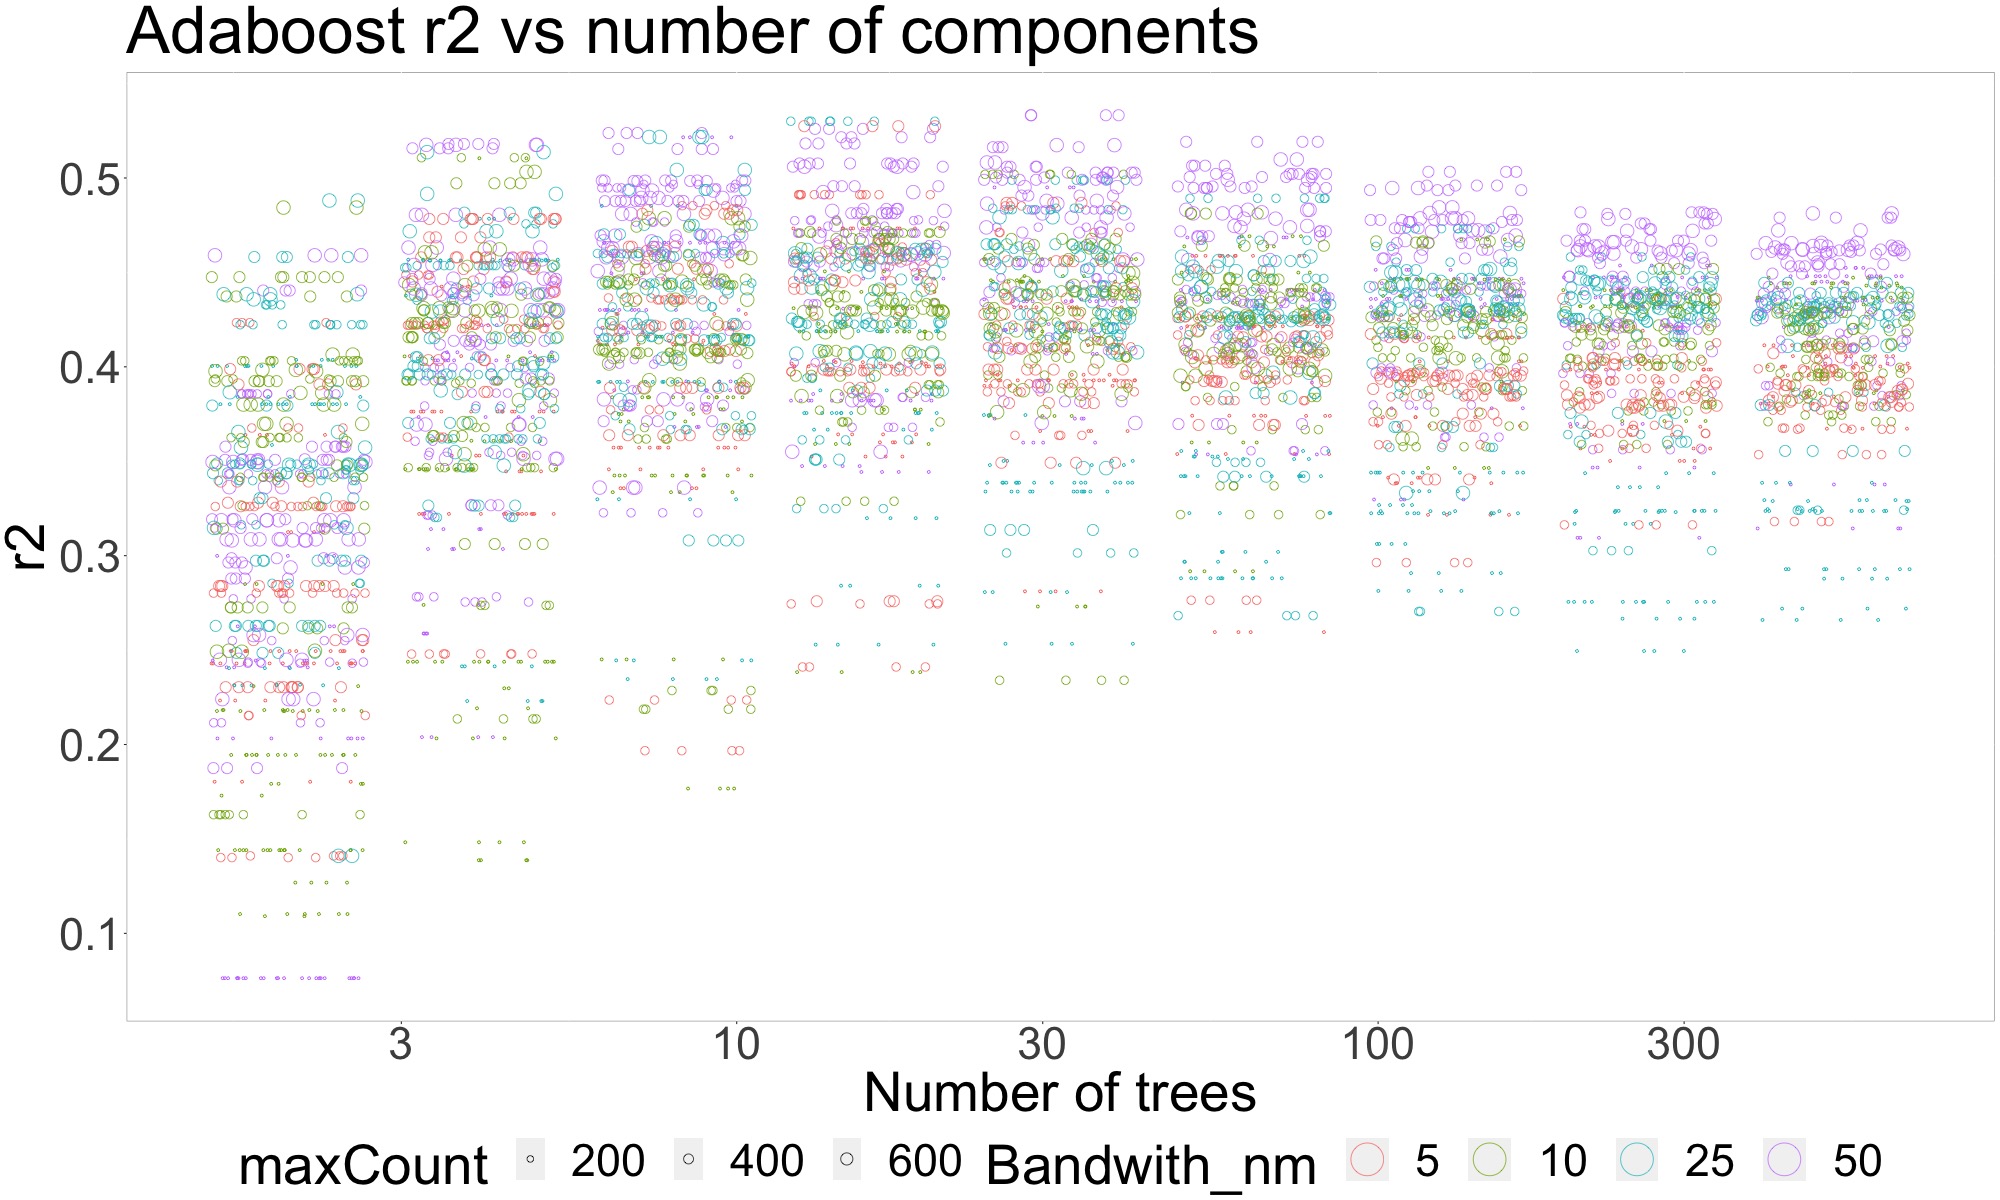 Adaboost r2 vs number of components
0.5
0.4
0.3
0.2
0.1
r2
3 10 30 100 300
Number of trees
maxCount 200 400 600 Bandwith_nm 5 10 25 50